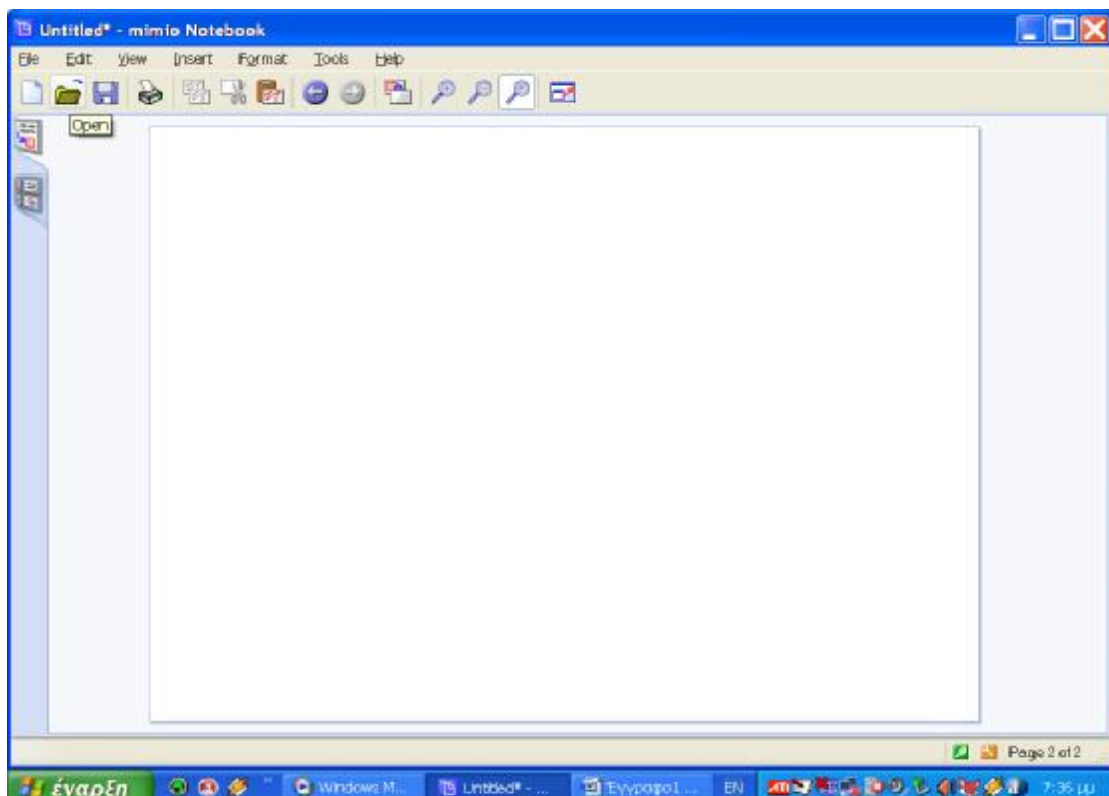 Untitled* - mimio Notebook
File Edit View Insert Format Tools Help
Open
Page 2 of 2
έναρξη Windows M... Untitled* - ... Έγγραφο1 ... EN ATI 7:36 μμ